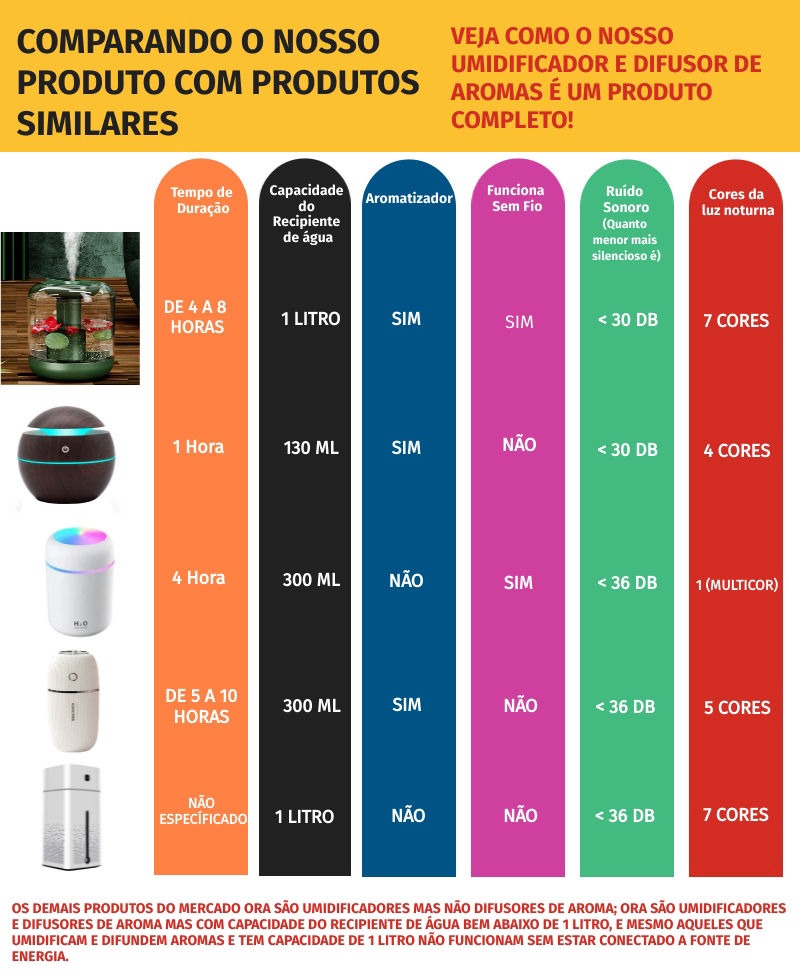 COMPARANDO O NOSSO
PRODUTO COM PRODUTOS
SIMILARES
VEJA COMO O NOSSO
UMIDIFICADOR E DIFUSOR DE
AROMAS É UM PRODUTO
COMPLETO!
Tempo de
Duração
Capacidade
do
Recipiente
de água
Aromatizador
Funciona
Sem Fio
Ruído
Sonoro
(Quanto
menor mais
silencioso é)
Cores da
luz noturna
DE 4 A 8
HORAS
1 LITRO
SIM
SIM
< 30 DB
7 CORES
1 Hora
130 ML
SIM
NÃO
< 30 DB
4 CORES
H₂O
4 Hora
300 ML
NÃO
SIM
< 36 DB
1 (MULTICOR)
DE 5 A 10
HORAS
300 ML
SIM
NÃO
< 36 DB
5 CORES
NÃO
ESPECÍFICADO
1 LITRO
NÃO
NÃO
< 36 DB
7 CORES
OS DEMAIS PRODUTOS DO MERCADO ORA SÃO UMIDIFICADORES MAS NÃO DIFUSORES DE AROMA; ORA SÃO UMIDIFICADORES
E DIFUSORES DE AROMA MAS COM CAPACIDADE DO RECIPIENTE DE ÁGUA BEM ABAIXO DE 1 LITRO, E MESMO AQUELES QUE
UMIDIFICAM E DIFUNDEM AROMAS E TEM CAPACIDADE DE 1 LITRO NÃO FUNCIONAM SEM ESTAR CONECTADO A FONTE DE
ENERGIA.